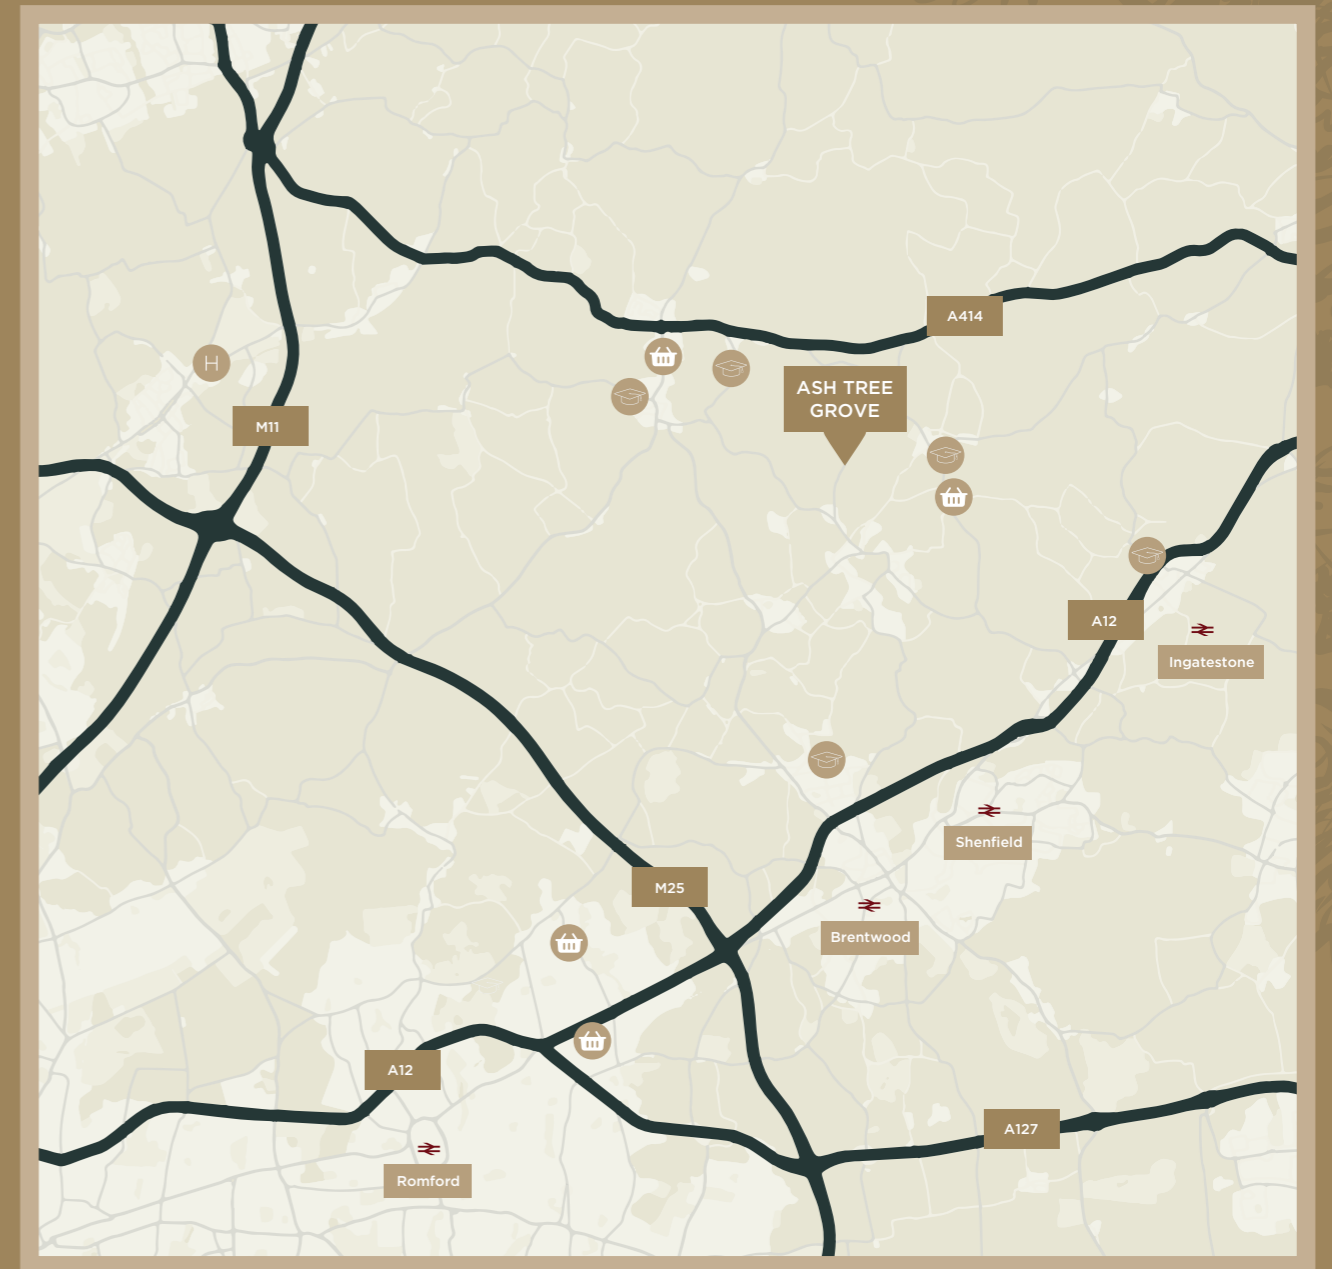 A414
H
ASH TREE
GROVE
M11
A12
Ingatestone
Shenfield
M25
Brentwood
A12
A127
Romford